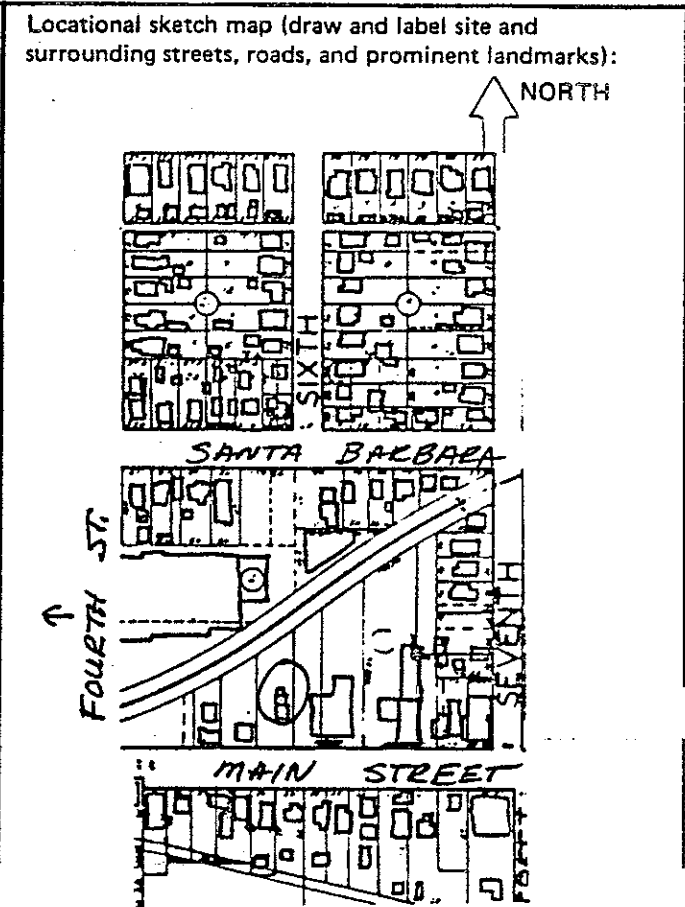 Locational sketch map (draw and label site and
surrounding streets, roads, and prominent landmarks):
NORTH
SIXTH
SANTA BARBARA
FOURTH ST.
SEVENTH
MAIN STREET